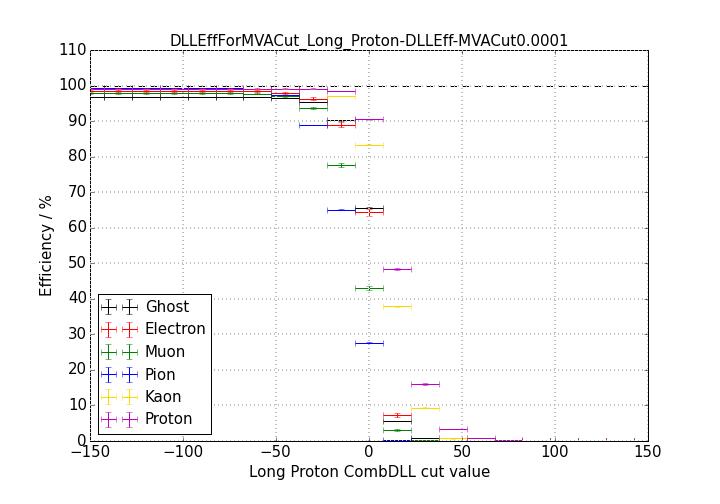 DLLEffForMVACut_Long_Proton-DLLEff-MVACut0.0001
110
100
90
80
70
60
50
40
30
20
10
0
Efficiency / %
Ghost
Electron
Muon
Pion
Kaon
Proton
−150 −100 −50 0 50 100 150
Long Proton CombDLL cut value